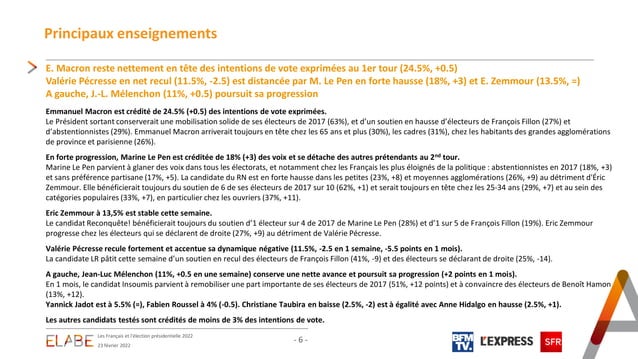 Principaux enseignements
E. Macron reste nettement en tête des intentions de vote exprimées au 1er tour (24.5%, +0.5)
Valérie Pécresse en net recul (11.5%, -2.5) est distancée par M. Le Pen en forte hausse (18%, +3) et E. Zemmour (13.5%, =)
A gauche, J.-L. Mélenchon (11%, +0.5) poursuit sa progression
Emmanuel Macron est crédité de 24.5% (+0.5) des intentions de vote exprimées.
Le Président sortant conserverait une mobilisation solide de ses électeurs de 2017 (63%), et d'un soutien en hausse d'électeurs de François Fillon (27%) et
d'abstentionnistes (29%). Emmanuel Macron arriverait toujours en tête chez les 65 ans et plus (30%), les cadres (31%), chez les habitants des grandes agglomérations
de province et parisienne (26%).
En forte progression, Marine Le Pen est créditée de 18% (+3) des voix et se détache des autres prétendants au 2nd tour.
Marine Le Pen parvient à glaner des voix dans tous les électorats, et notamment chez les Français les plus éloignés de la politique : abstentionnistes en 2017 (18%, +3)
et sans préférence partisane (17%, +5). La candidate du RN est en forte hausse dans les petites (23%, +8) et moyennes agglomérations (26%, +9) au détriment d'Éric
Zemmour. Elle bénéficierait toujours du soutien de 6 de ses électeurs de 2017 sur 10 (62%, +1) et serait toujours en tête chez les 25-34 ans (29%, +7) et au sein des
catégories populaires (33%, +7), en particulier chez les ouvriers (37%, +11).
Eric Zemmour à 13,5% est stable cette semaine.
Le candidat Reconquête! bénéficierait toujours du soutien d'1 électeur sur 4 de 2017 de Marine Le Pen (28%) et d'1 sur 5 de François Fillon (19%). Eric Zemmour
progresse chez les électeurs qui se déclarent de droite (27%, +9) au détriment de Valérie Pécresse.
Valérie Pécresse recule fortement et accentue sa dynamique négative (11.5%, -2.5 en 1 semaine, -5.5 points en 1 mois).
La candidate LR pâtit cette semaine d'un soutien en recul des électeurs de François Fillon (41%, -9) et des électeurs se déclarant de droite (25%, -14).
A gauche, Jean-Luc Mélenchon (11%, +0.5 en une semaine) conserve une nette avance et poursuit sa progression (+2 points en 1 mois).
En 1 mois, le candidat Insoumis parvient à remobiliser une part importante de ses électeurs de 2017 (51%, +12 points) et à convaincre des électeurs de Benoît Hamon
(13%, +12).
Yannick Jadot est à 5.5% (=), Fabien Roussel à 4% (-0.5). Christiane Taubira en baisse (2.5%, -2) est à égalité avec Anne Hidalgo en hausse (2.5%, +1).
Les autres candidats testés sont crédités de moins de 3% des intentions de vote.
ELABE
Les Français et l'élection présidentielle 2022
23 février 2022
- 6 -
BFM
TV.
L'EXPRESS
SFR